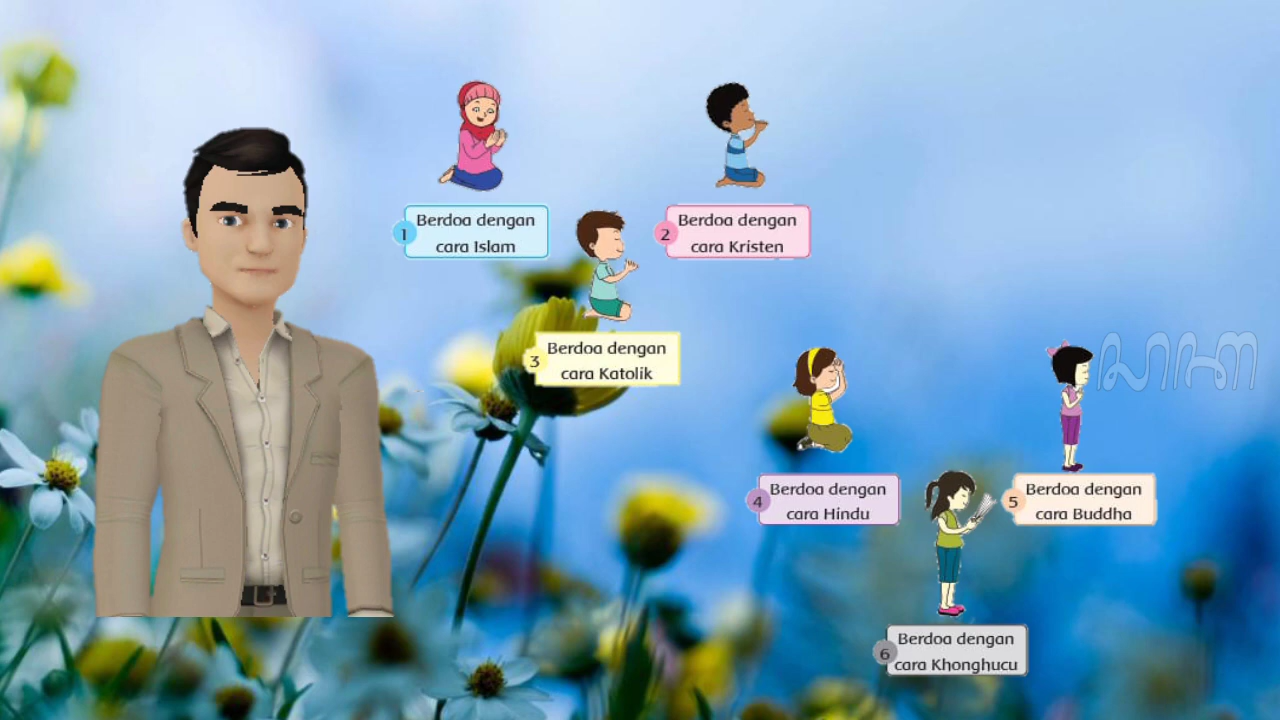 1
Berdoa dengan
cara Islam
2
Berdoa dengan
cara Kristen
3
Berdoa dengan
cara Katolik
4
Berdoa dengan
cara Hindu
5
Berdoa dengan
cara Buddha
6
Berdoa dengan
cara Khonghucu